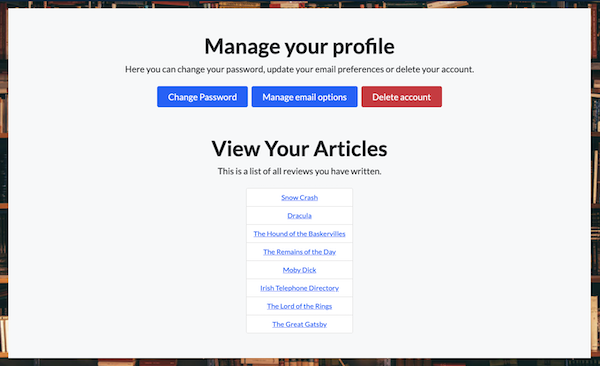 Manage your profile
Here you can change your password, update your email preferences or delete your account.
Change Password
Manage email options
Delete account
View Your Articles
This is a list of all reviews you have written.
Snow Crash
Dracula
The Hound of the Baskervilles
The Remains of the Day
Moby Dick
Irish Telephone Directory
The Lord of the Rings
The Great Gatsby